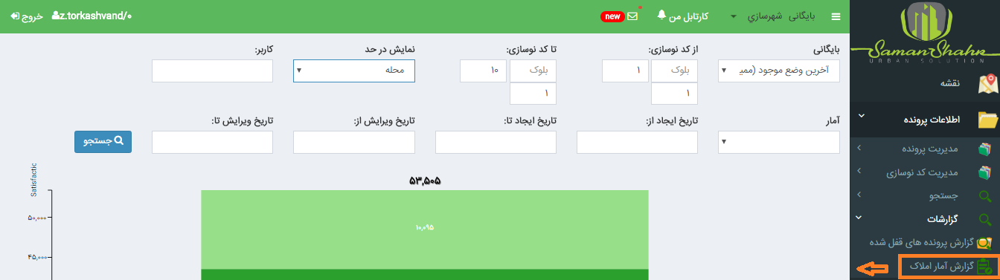 بایگانی شهرسازي
کارتابل من
new
z.torkashvand/۰
خروج
SamanShahr
URBAN SOLUTION
نقشه
اطلاعات پرونده
مدیریت پرونده
مدیریت کد نوسازی
جستجو
گزارشات
گزارش پرونده های قفل شده
گزارش آمار املاک
بایگانی
آخرین وضع موجود (ممی
از کد نوسازی:
بلوک
۱
۱
تا کد نوسازی:
بلوک
۱۰
۱
نمایش در حد
محله
کاربر:
آمار
تاریخ ایجاد از:
تاریخ ایجاد تا:
تاریخ ویرایش از:
تاریخ ویرایش تا:
جستجو
Satisfactic
۵۳,۵۰۵
۵۰,۰۰۰
۱۰,۰۹۵
۴۵,۰۰۰